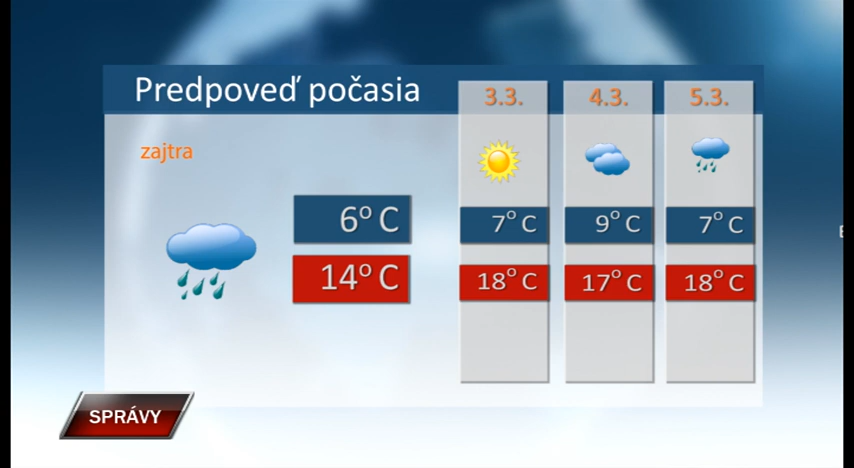 Predpoveď počasia
zajtra
6° C
14° C
3.3.
7° C
18° C
4.3.
9° C
17° C
5.3.
7° C
18° C
SPRÁVY